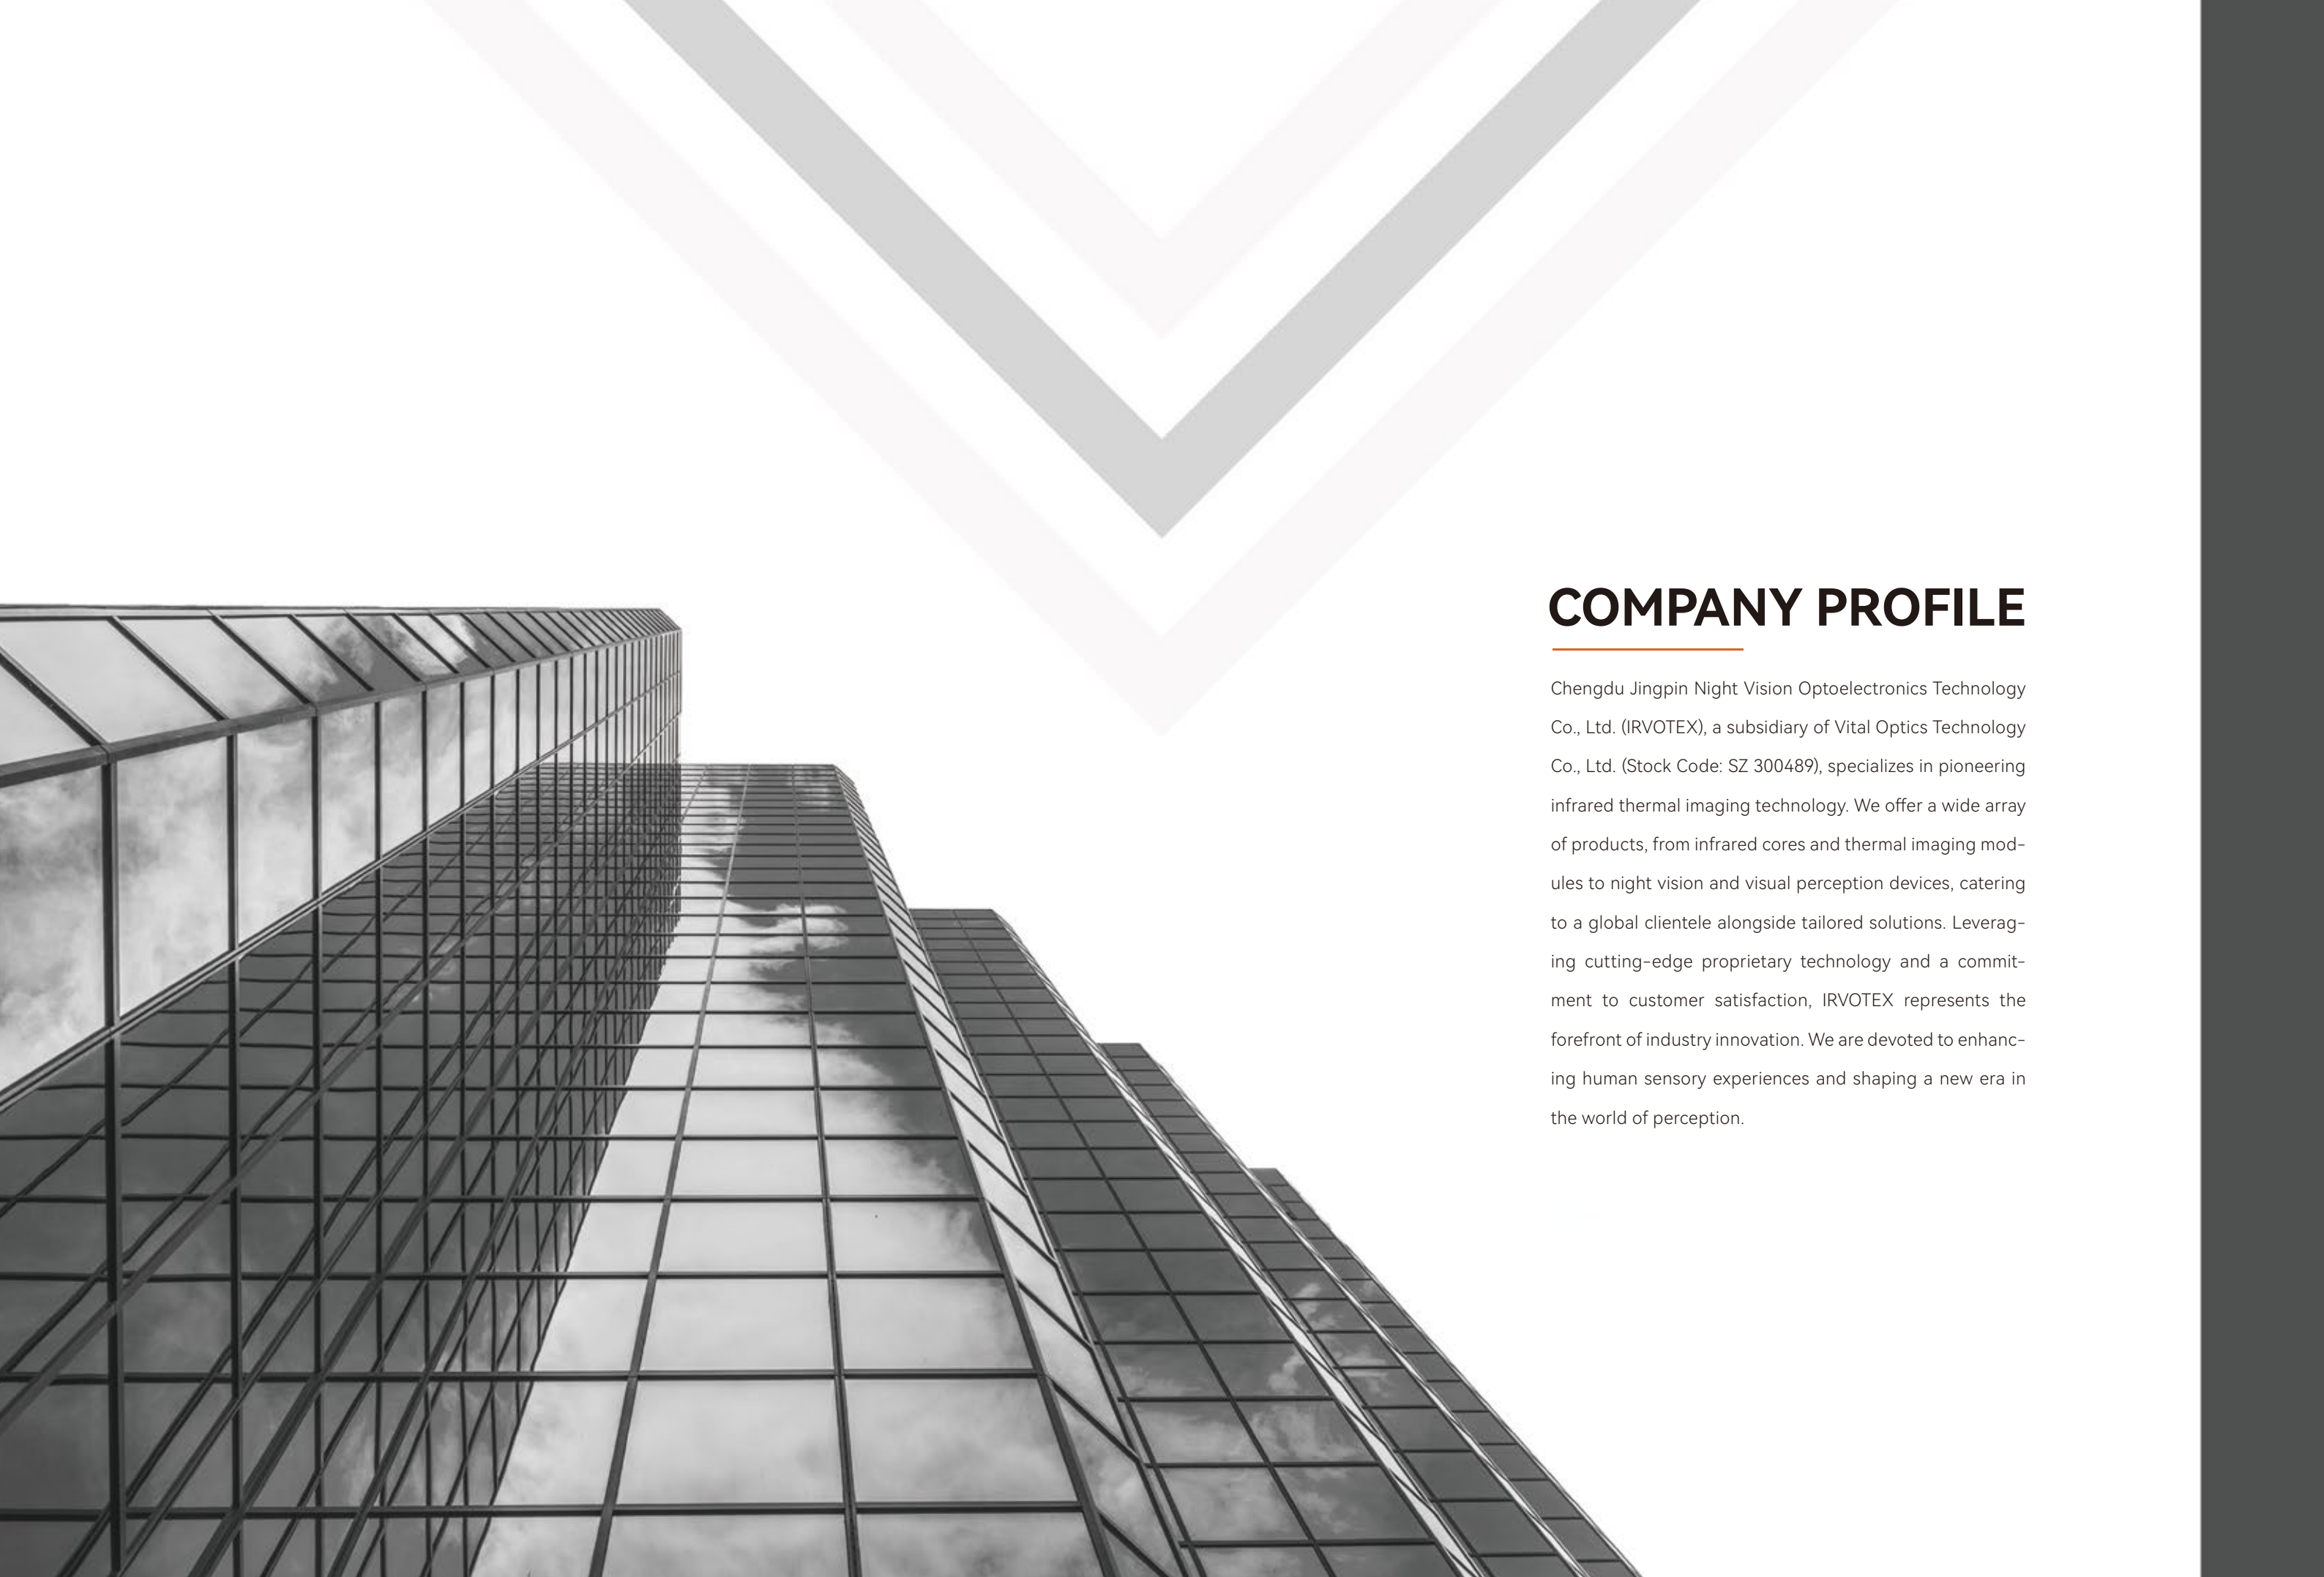 COMPANY PROFILE
Chengdu Jingpin Night Vision Optoelectronics Technology
Co., Ltd. (IRVOTEX), a subsidiary of Vital Optics Technology
Co., Ltd. (Stock Code: SZ 300489), specializes in pioneering
infrared thermal imaging technology. We offer a wide array
of products, from infrared cores and thermal imaging mod-
ules to night vision and visual perception devices, catering
to a global clientele alongside tailored solutions. Leverag-
ing cutting-edge proprietary technology and a commit-
ment to customer satisfaction, IRVOTEX represents the
forefront of industry innovation. We are devoted to enhanc-
ing human sensory experiences and shaping a new era in
the world of perception.